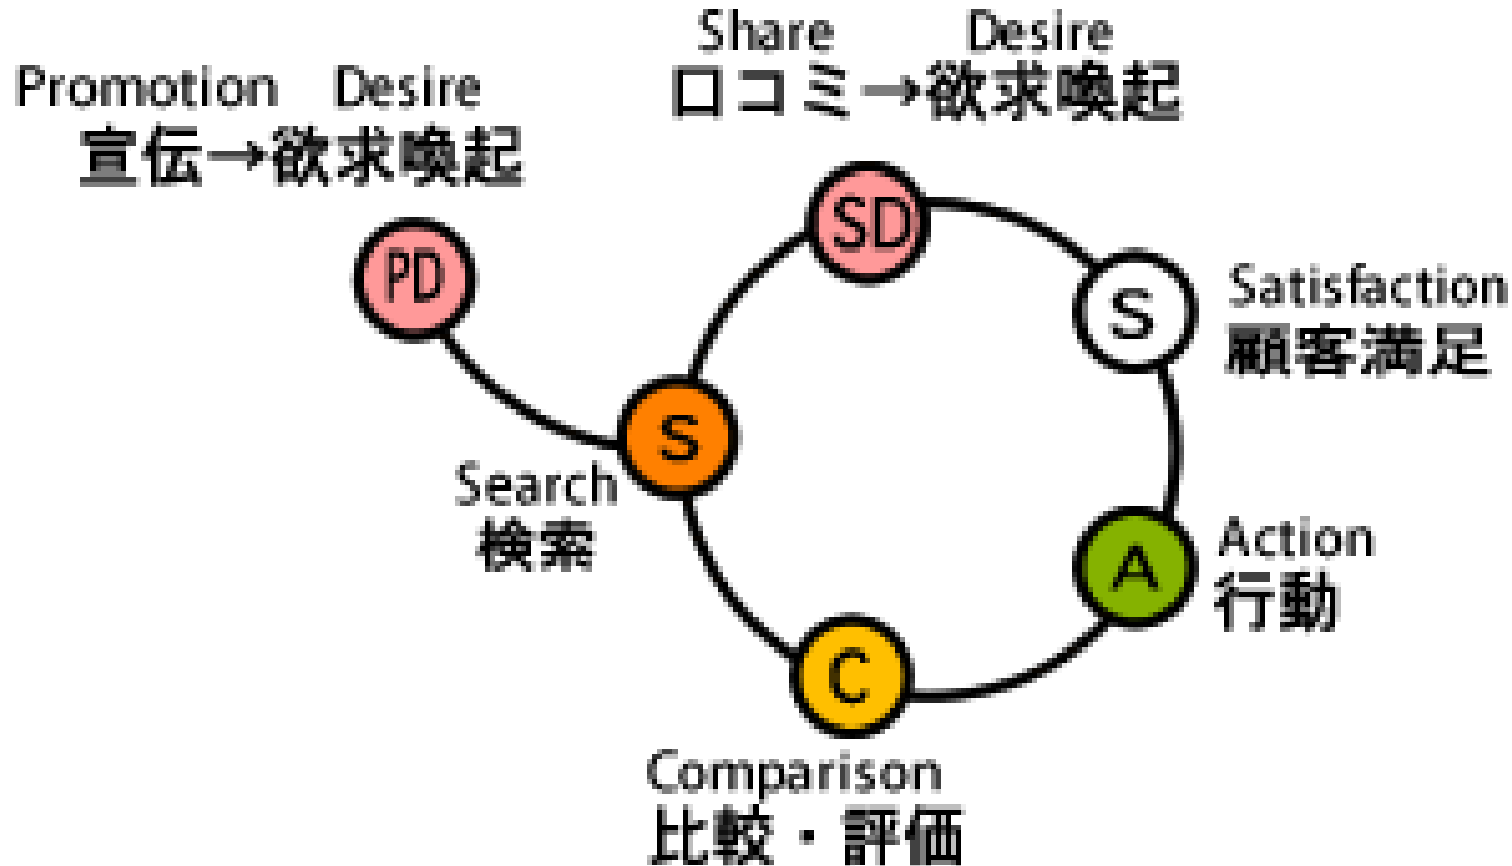 Share Desire
口コミ→欲求喚起
Promotion Desire
宣伝→欲求喚起
SD
PD
S
Satisfaction
顧客満足
S
Search
検索
A
Action
行動
C
Comparison
比較・評価